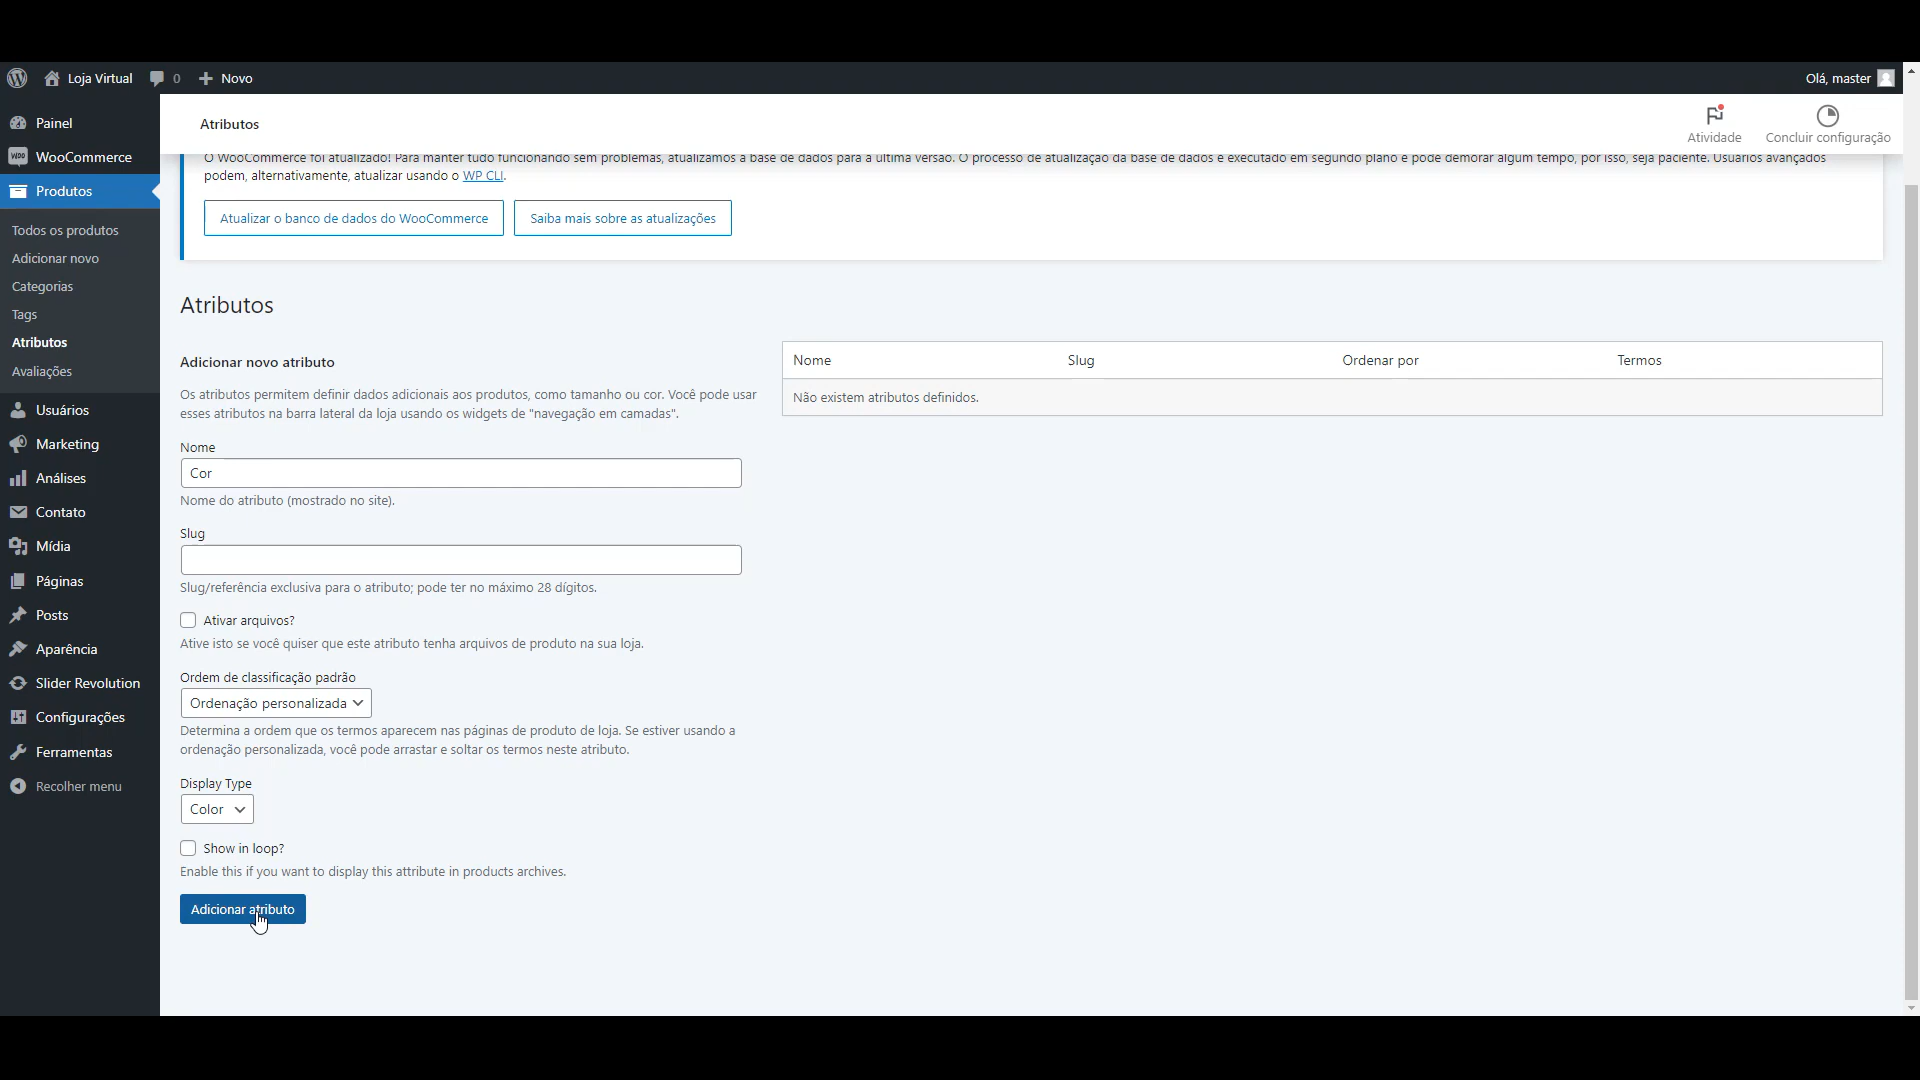 Loja Virtual
0
Novo
Olá, master
Painel
WooCommerce
Produtos
Todos os produtos
Adicionar novo
Categorias
Tags
Atributos
Avaliações
Usuários
Marketing
Análises
Contato
Mídia
Páginas
Posts
Aparência
Slider Revolution
Configurações
Ferramentas
Recolher menu
Atributos
Atividade
Concluir configuração
O WooCommerce foi atualizado! Para manter tudo funcionando sem problemas, atualizamos a base de dados para a última versão. O processo de atualização da base de dados é executado em segundo plano e pode demorar algum tempo, por isso, seja paciente. Usuários avançados
podem, alternativamente, atualizar usando o WP CLI.
Atualizar o banco de dados do WooCommerce
Saiba mais sobre as atualizações
Atributos
Adicionar novo atributo
Os atributos permitem definir dados adicionais aos produtos, como tamanho ou cor. Você pode usar
esses atributos na barra lateral da loja usando os widgets de "navegação em camadas".
Nome
Cor
Nome do atributo (mostrado no site).
Slug
Slug/referência exclusiva para o atributo; pode ter no máximo 28 dígitos.
Ativar arquivos?
Ative isto se você quiser que este atributo tenha arquivos de produto na sua loja.
Ordem de classificação padrão
Ordenação personalizada
Determina a ordem que os termos aparecem nas páginas de produto de loja. Se estiver usando a
ordenação personalizada, você pode arrastar e soltar os termos neste atributo.
Display Type
Color
Show in loop?
Enable this if you want to display this attribute in products archives.
Adicionar atributo
Nome Slug Ordenar por Termos
Não existem atributos definidos.